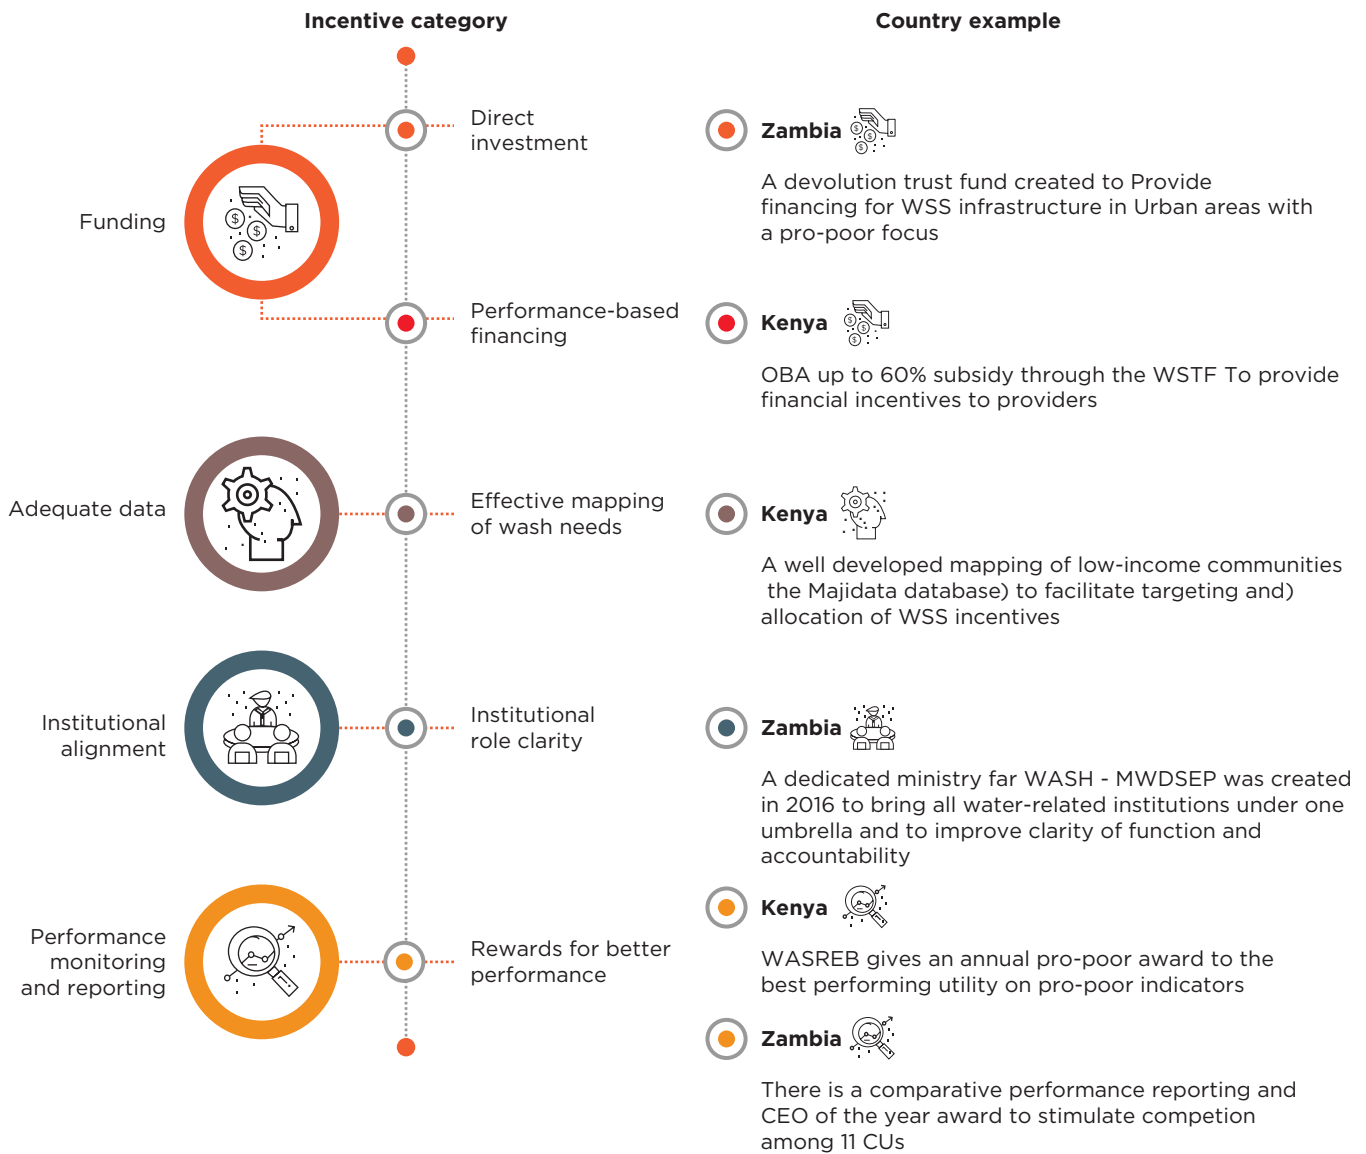 Incentive category
Country example
Funding
Direct
investment
Zambia
A devolution trust fund created to Provide
financing for WSS infrastructure in Urban areas with
a pro-poor focus
Performance-based
financing
Kenya
OBA up to 60% subsidy through the WSTF To provide
financial incentives to providers
Adequate data
Effective mapping
of wash needs
Kenya
A well developed mapping of low-income communities
the Majidata database) to facilitate targeting and)
allocation of WSS incentives
Institutional
alignment
Institutional
role clarity
Zambia
A dedicated ministry far WASH - MWDSEP was created
in 2016 to bring all water-related institutions under one
umbrella and to improve clarity of function and
accountability
Performance
monitoring
and reporting
Rewards for better
performance
Kenya
WASREB gives an annual pro-poor award to the
best performing utility on pro-poor indicators
Zambia
There is a comparative performance reporting and
CEO of the year award to stimulate competion
among 11 CUs